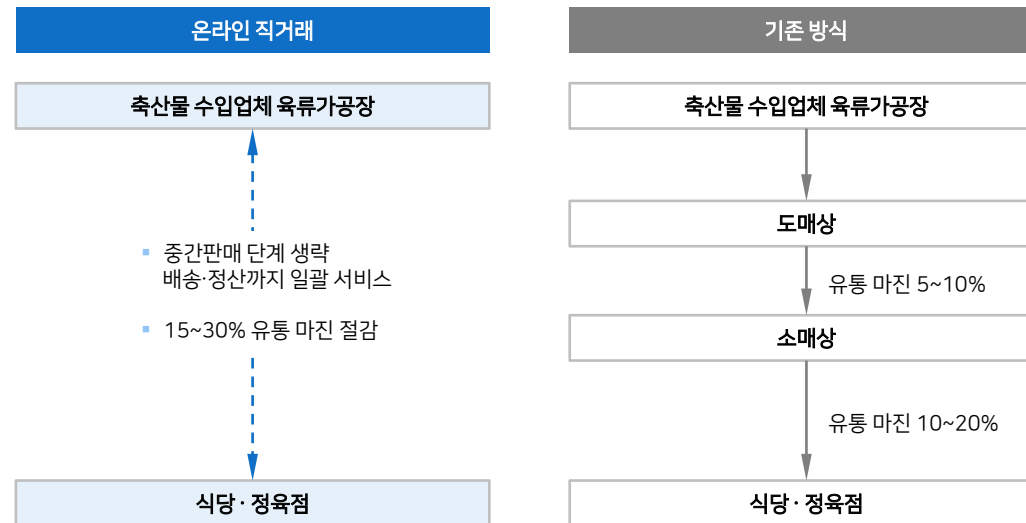 온라인 직거래
축산물 수입업체 육류가공장
▪ 중간판매 단계 생략
배송·정산까지 일괄 서비스
▪ 15~30% 유통 마진 절감
식당 · 정육점
기존 방식
축산물 수입업체 육류가공장
도매상
유통 마진 5~10%
소매상
유통 마진 10~20%
식당 · 정육점